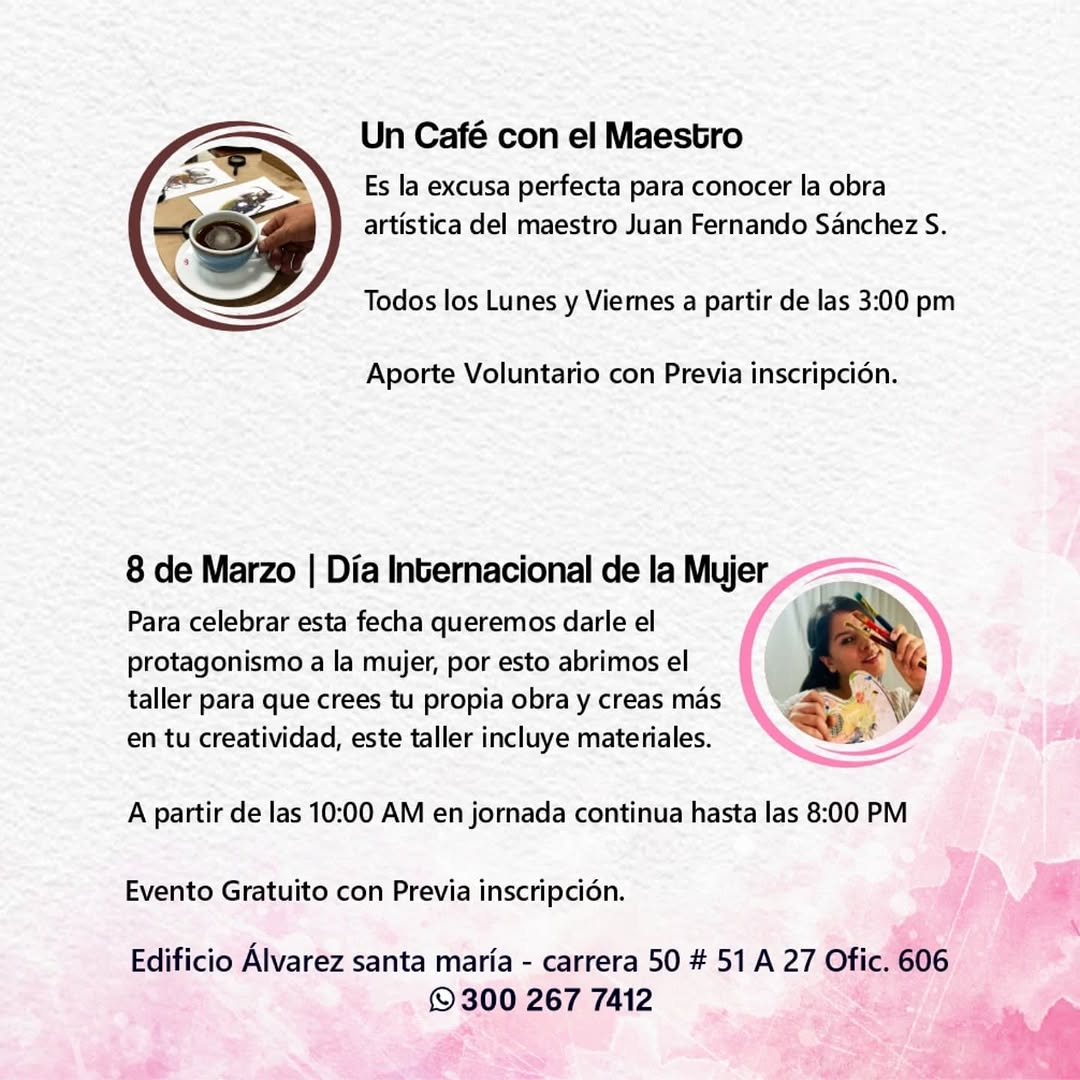 Un Café con el Maestro
Es la excusa perfecta para conocer la obra
artística del maestro Juan Fernando Sánchez S.
Todos los Lunes y Viernes a partir de las 3:00 pm
Aporte Voluntario con Previa inscripción.
8 de Marzo | Día Internacional de la Mujer
Para celebrar esta fecha queremos darle el
protagonismo a la mujer, por esto abrimos el
taller para que crees tu propia obra y creas más
en tu creatividad, este taller incluye materiales.
A partir de las 10:00 AM en jornada continua hasta las 8:00 PM
Evento Gratuito con Previa inscripción.
Edificio Álvarez santa maría - carrera 50 # 51 A 27 Ofic. 606
300 267 7412